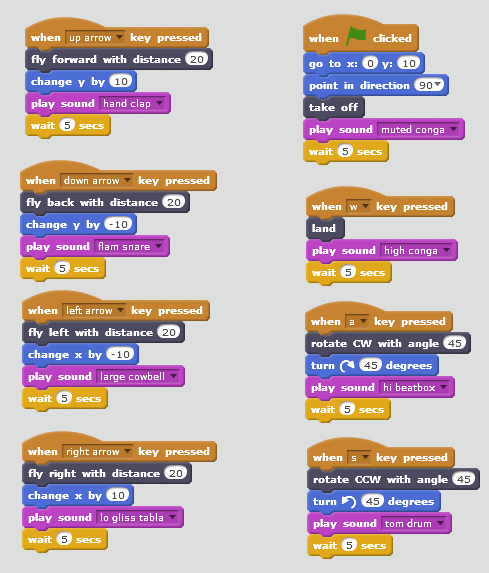 when up arrow key pressed
fly forward with distance 20
change y by 10
play sound hand clap
wait 5 secs
when down arrow key pressed
fly back with distance 20
change y by -10
play sound flam snare
wait 5 secs
when left arrow key pressed
fly left with distance 20
change x by -10
play sound large cowbell
wait 5 secs
when right arrow key pressed
fly right with distance 20
change x by 10
play sound lo gliss tabla
wait 5 secs
when clicked
go to x: 0 y: 10
point in direction 90
take off
play sound muted conga
wait 5 secs
when w key pressed
land
play sound high conga
wait 5 secs
when a key pressed
rotate CW with angle 45
turn 45 degrees
play sound hi beatbox
wait 5 secs
when s key pressed
rotate CCW with angle 45
turn 45 degrees
play sound tom drum
wait 5 secs